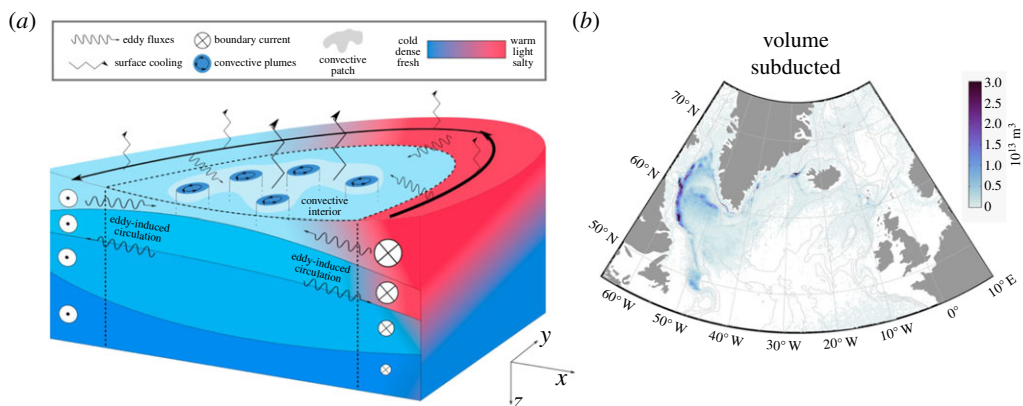 (a)
eddy fluxes
boundary current
surface cooling
convective plumes
convective
patch
cold
dense
fresh
warm
light
salty
convective
interior
eddy-induced
circulation
eddy-induced
circulation
y
x
z
(b)
volume
subducted
70° N
60° N
50° N
60° W
50° W
40° W
30° W
20° W
10° W
0°
10° E
3.0
2.5
2.0
1.5
1.0
0.5
0
10¹³ m³